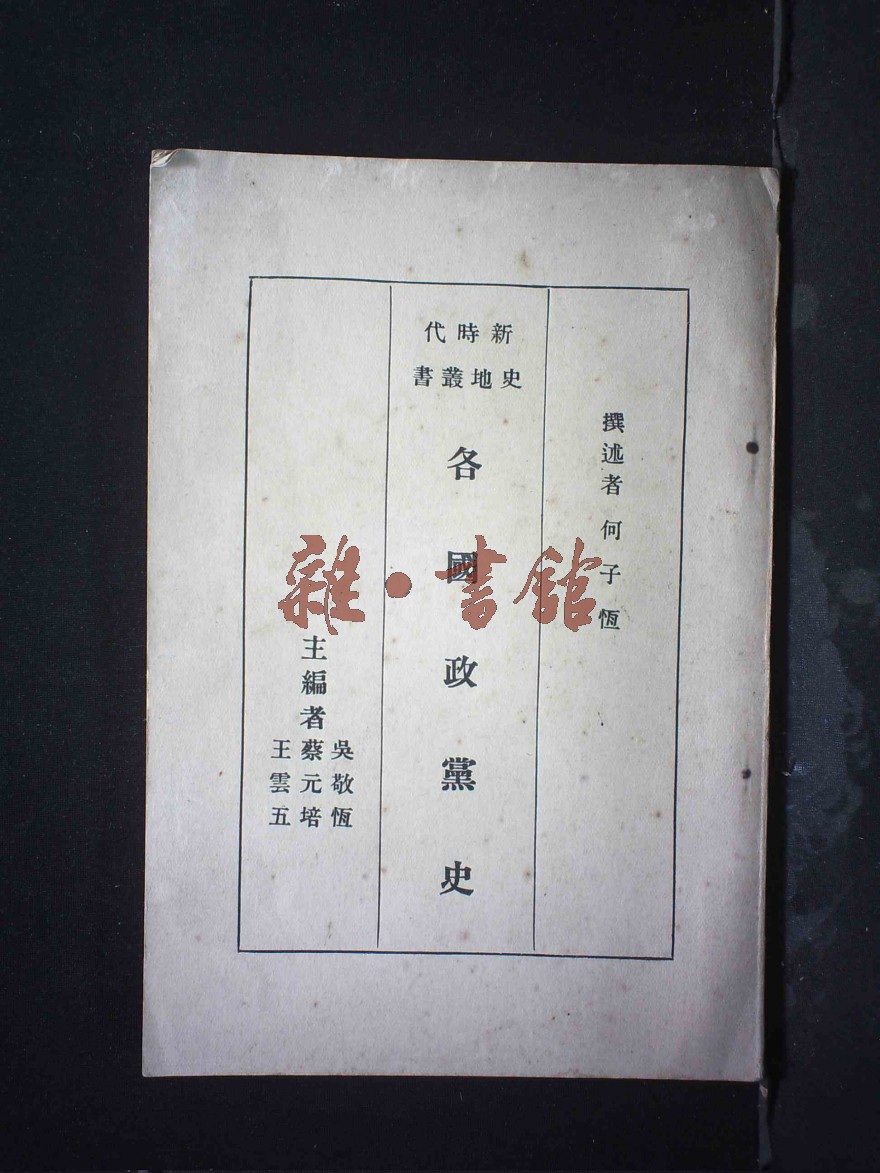 撰述者 何子恆
新時代
史地叢書
各國政黨史
主編者
吳敬恆
蔡元培
王雲五
雜·書館